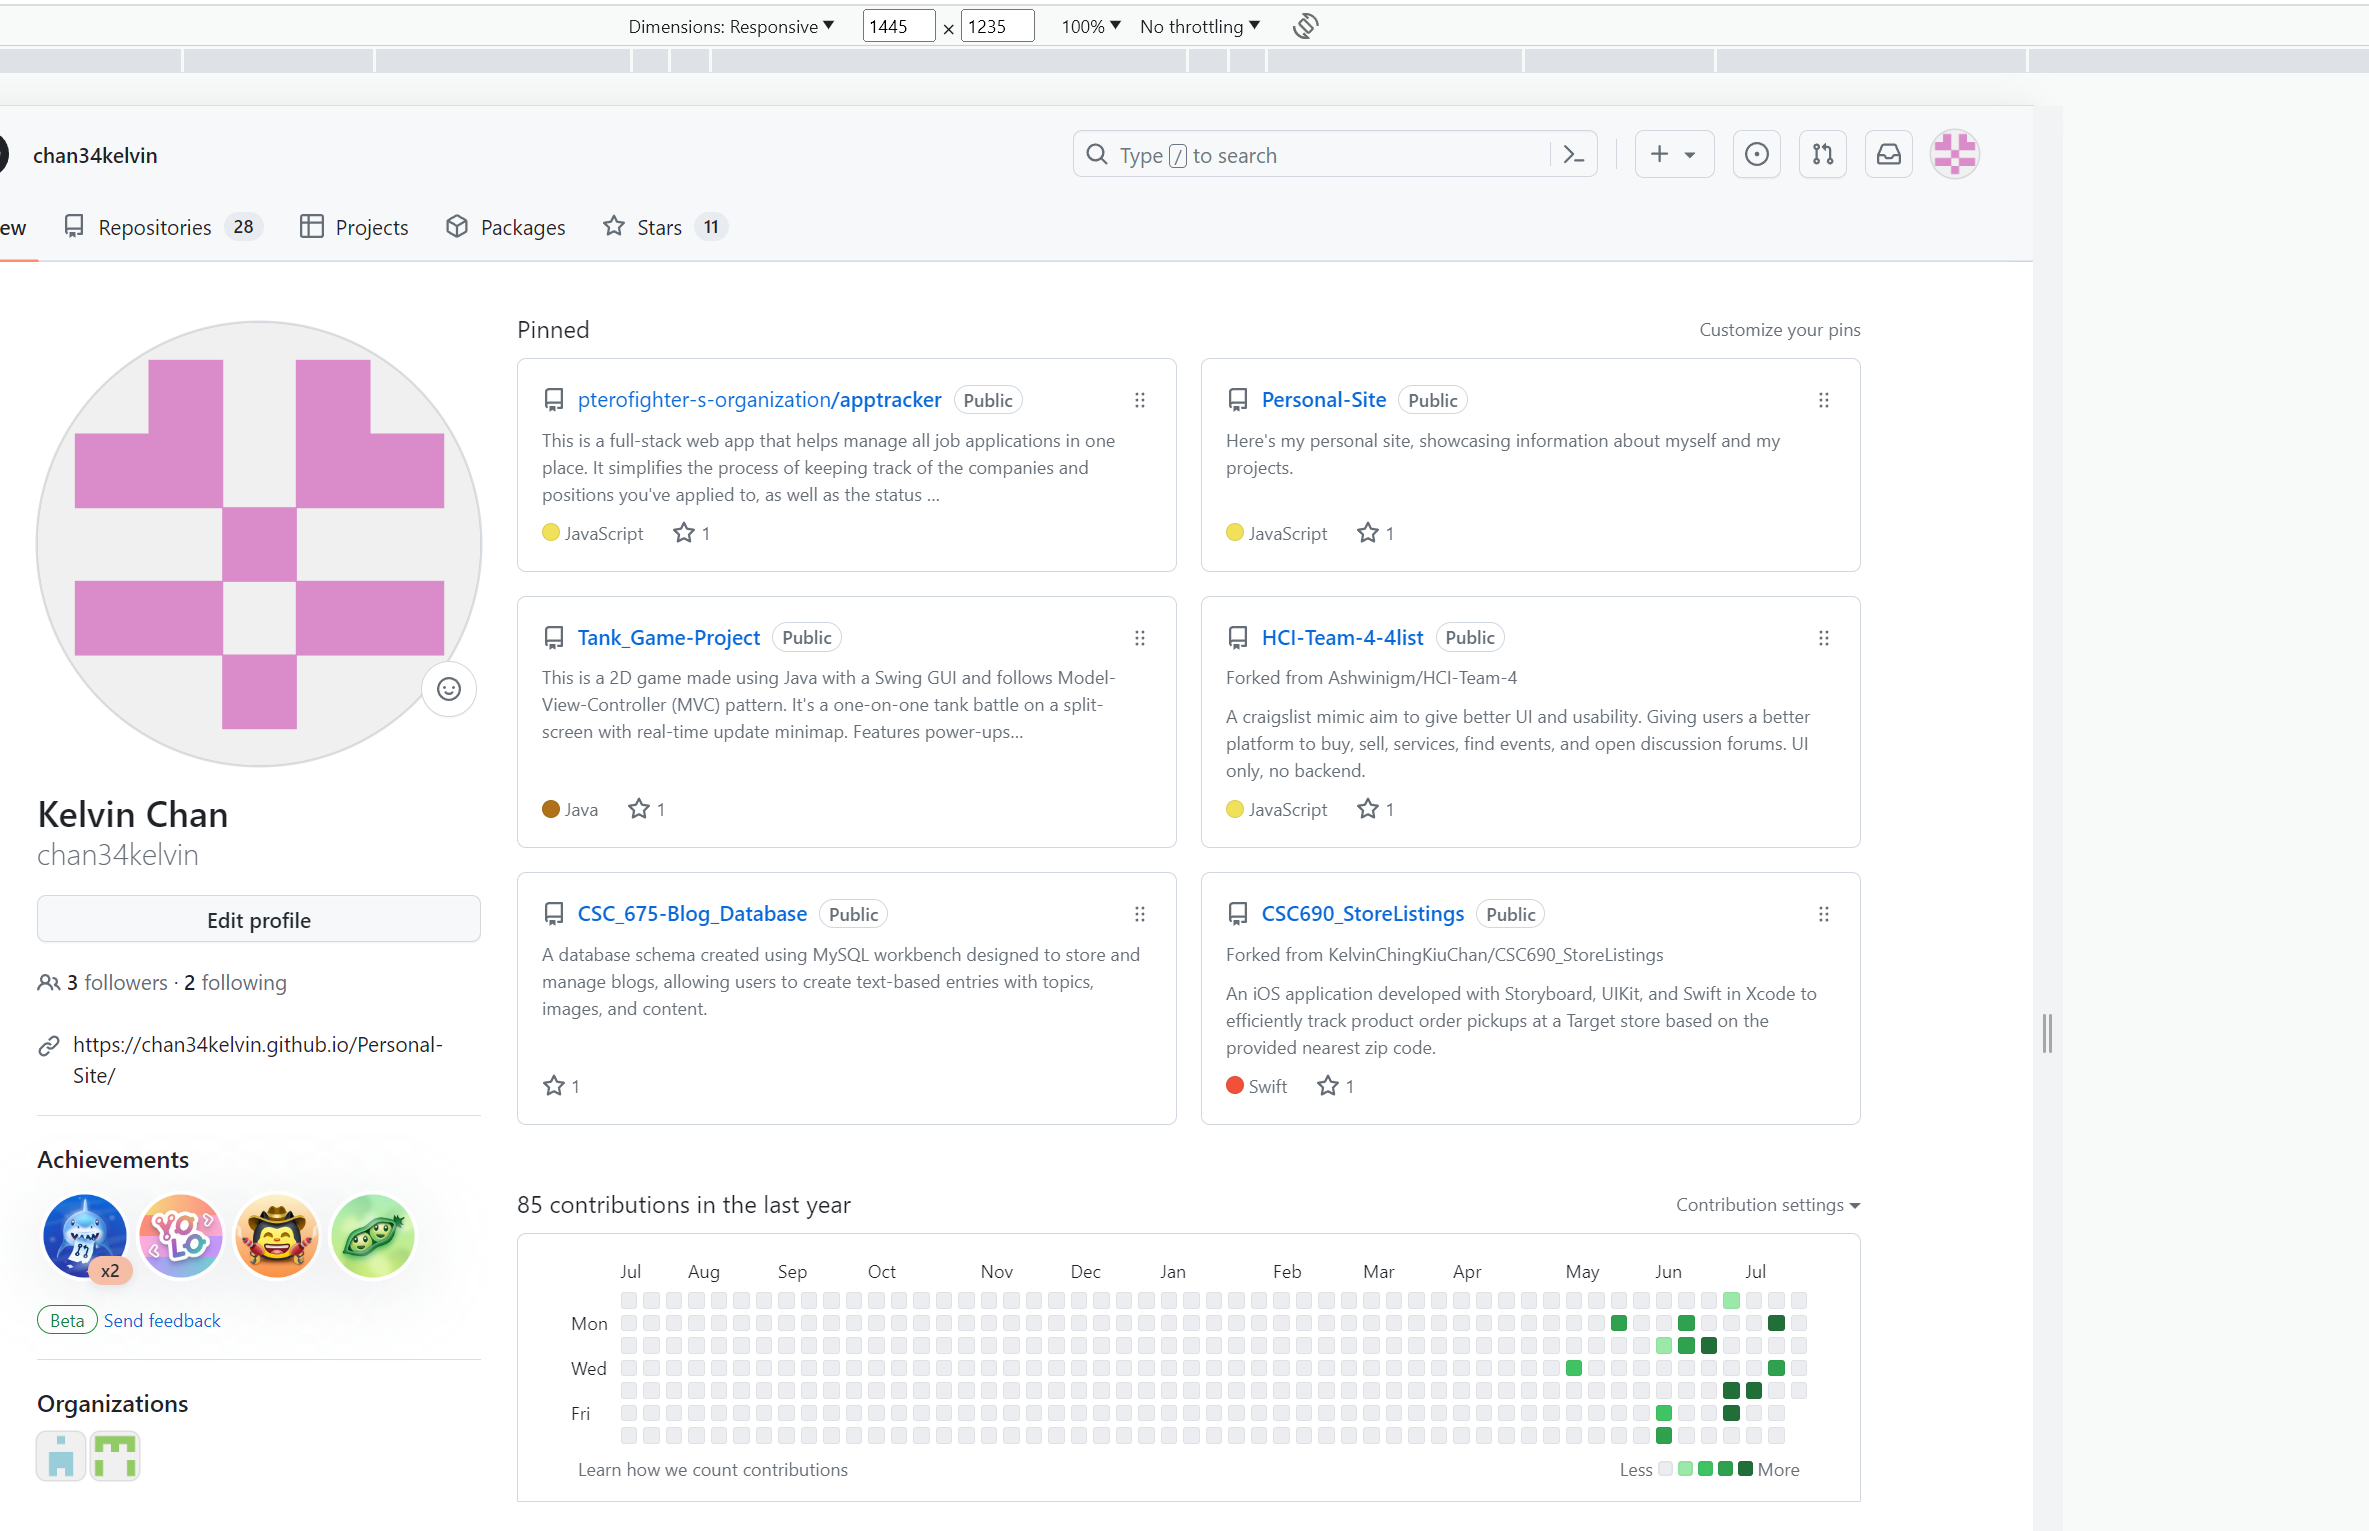 Dimensions: Responsive ▼ 1445 × 1235 100% ▼ No throttling ▼
chan34kelvin
Type / to search
ew Repositories 28 Projects Packages Stars 11
Pinned
Customize your pins
pterofighter-s-organization/apptracker Public
This is a full-stack web app that helps manage all job applications in one
place. It simplifies the process of keeping track of the companies and
positions you've applied to, as well as the status ...
JavaScript 1
Personal-Site Public
Here's my personal site, showcasing information about myself and my
projects.
JavaScript 1
Tank_Game-Project Public
This is a 2D game made using Java with a Swing GUI and follows Model-
View-Controller (MVC) pattern. It's a one-on-one tank battle on a split-
screen with real-time update minimap. Features power-ups...
Java 1
HCI-Team-4-4list Public
Forked from Ashwinigm/HCI-Team-4
A craigslist mimic aim to give better UI and usability. Giving users a better
platform to buy, sell, services, find events, and open discussion forums. UI
only, no backend.
JavaScript 1
CSC_675-Blog_Database Public
A database schema created using MySQL workbench designed to store and
manage blogs, allowing users to create text-based entries with topics,
images, and content.
1
CSC690_StoreListings Public
Forked from KelvinChingKiuChan/CSC690_StoreListings
An iOS application developed with Storyboard, UIKit, and Swift in Xcode to
efficiently track product order pickups at a Target store based on the
provided nearest zip code.
Swift 1
Kelvin Chan
chan34kelvin
Edit profile
3 followers · 2 following
https://chan34kelvin.github.io/Personal-
Site/
Achievements
YOLO
x2
Beta Send feedback
Organizations
85 contributions in the last year
Contribution settings
Jul Aug Sep Oct Nov Dec Jan Feb Mar Apr May Jun Jul
Mon
Wed
Fri
Learn how we count contributions
Less More